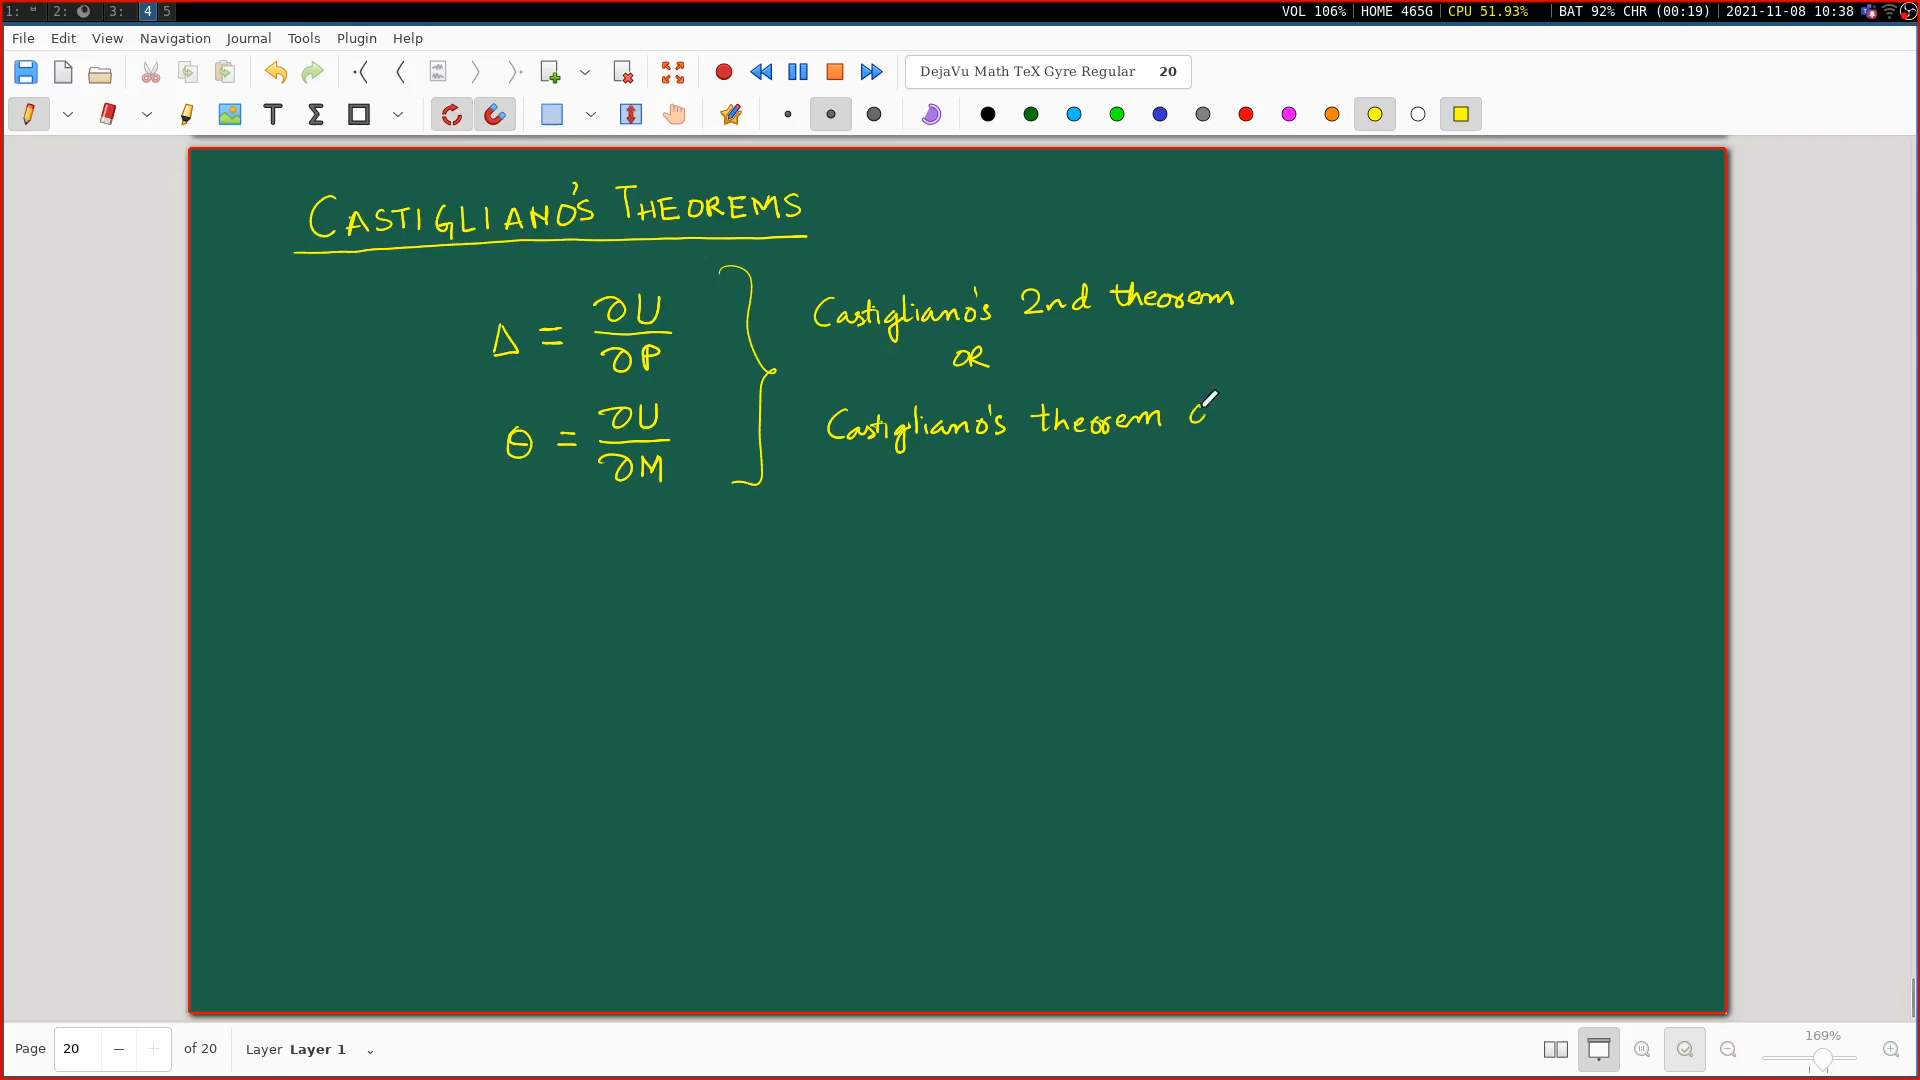 1: " 2: 3: 4 5 VOL 106% HOME 465G CPU 51.93% BAT 92% CHR (00:19) 2021-11-08 10:38
File Edit View Navigation Journal Tools Plugin Help
DejaVu Math TeX Gyre Regular 20
T Σ
CASTIGLIANO'S THEOREMS
Δ = ∂U/∂P
Castigliano's 2nd theorem
OR
θ = ∂U/∂M
Castigliano's theorem
Page 20 of 20 Layer Layer 1 169%